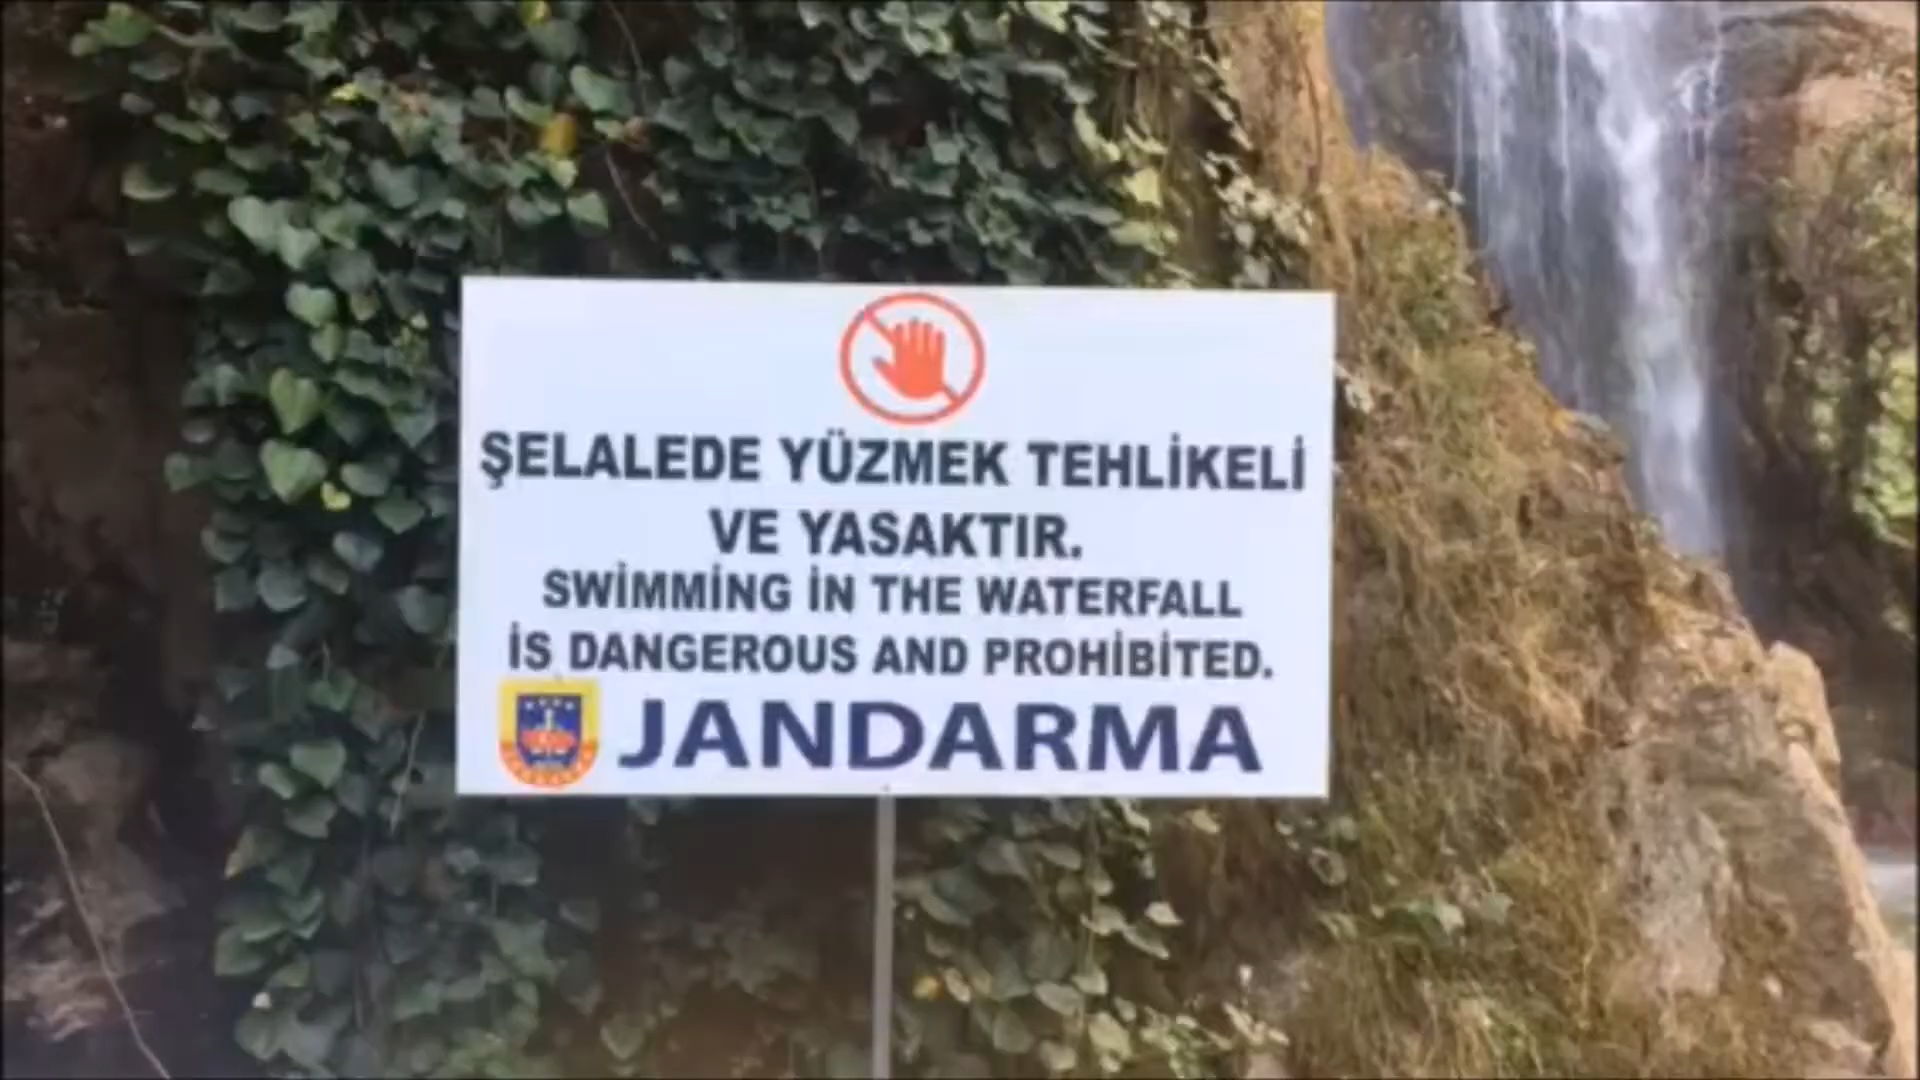 ŞELALEDE YÜZMEK TEHLİKELİ
VE YASAKTIR.
SWİMMİNG İN THE WATERFALL
İS DANGEROUS AND PROHİBİTED.
JANDARMA